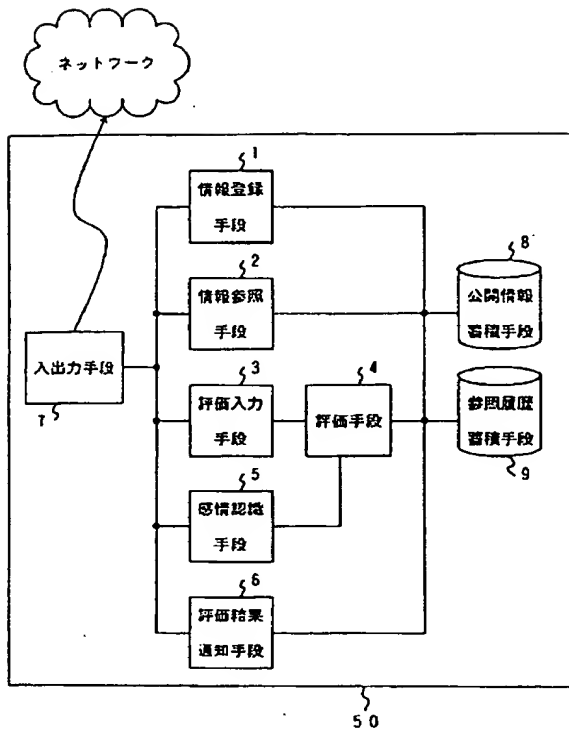 ネットワーク
1
情報登録
手段
2
情報参照
手段
8
公開情報
蓄積手段
入出力手段
7
3
評価入力
手段
4
評価手段
参照履歴
蓄積手段
9
5
感情認識
手段
6
評価結果
通知手段
50